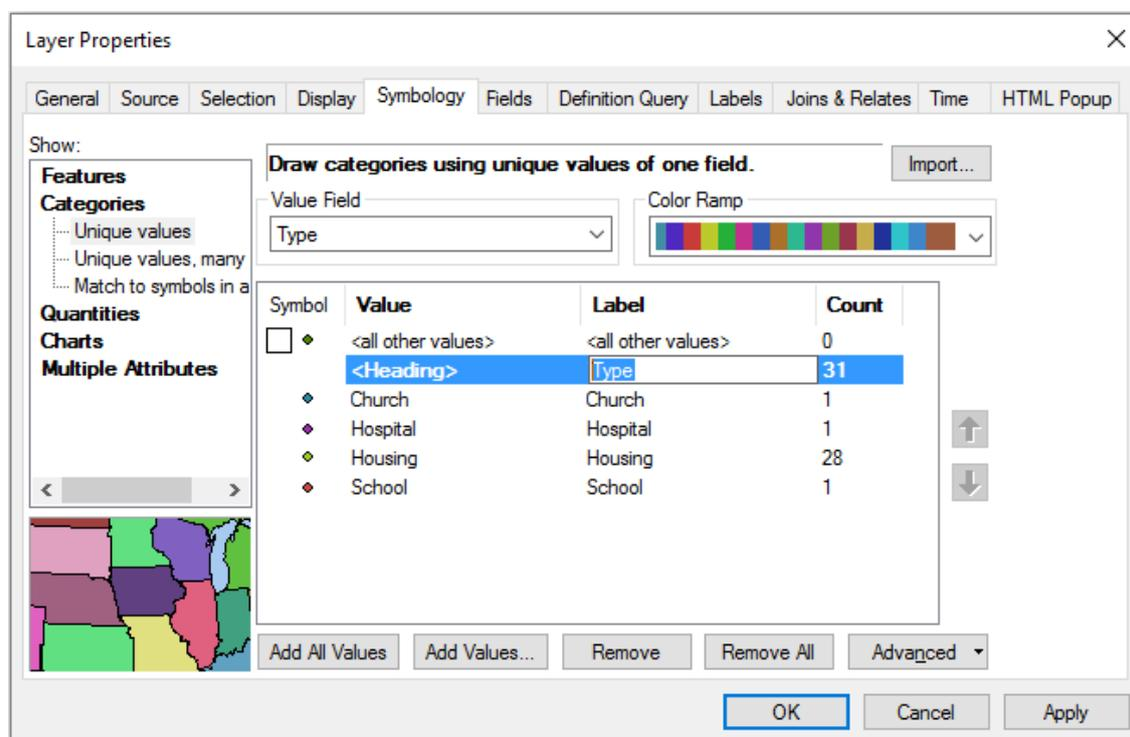 Layer Properties
General Source Selection Display Symbology Fields Definition Query Labels Joins & Relates Time HTML Popup
Show:
Features
Categories
Unique values
Unique values, many
Match to symbols in a
Quantities
Charts
Multiple Attributes
Draw categories using unique values of one field.
Import...
Value Field
Type
Color Ramp
Symbol Value Label Count
<all other values> <all other values> 0
<Heading> Type 31
Church Church 1
Hospital Hospital 1
Housing Housing 28
School School 1
Add All Values Add Values... Remove Remove All Advanced
OK Cancel Apply